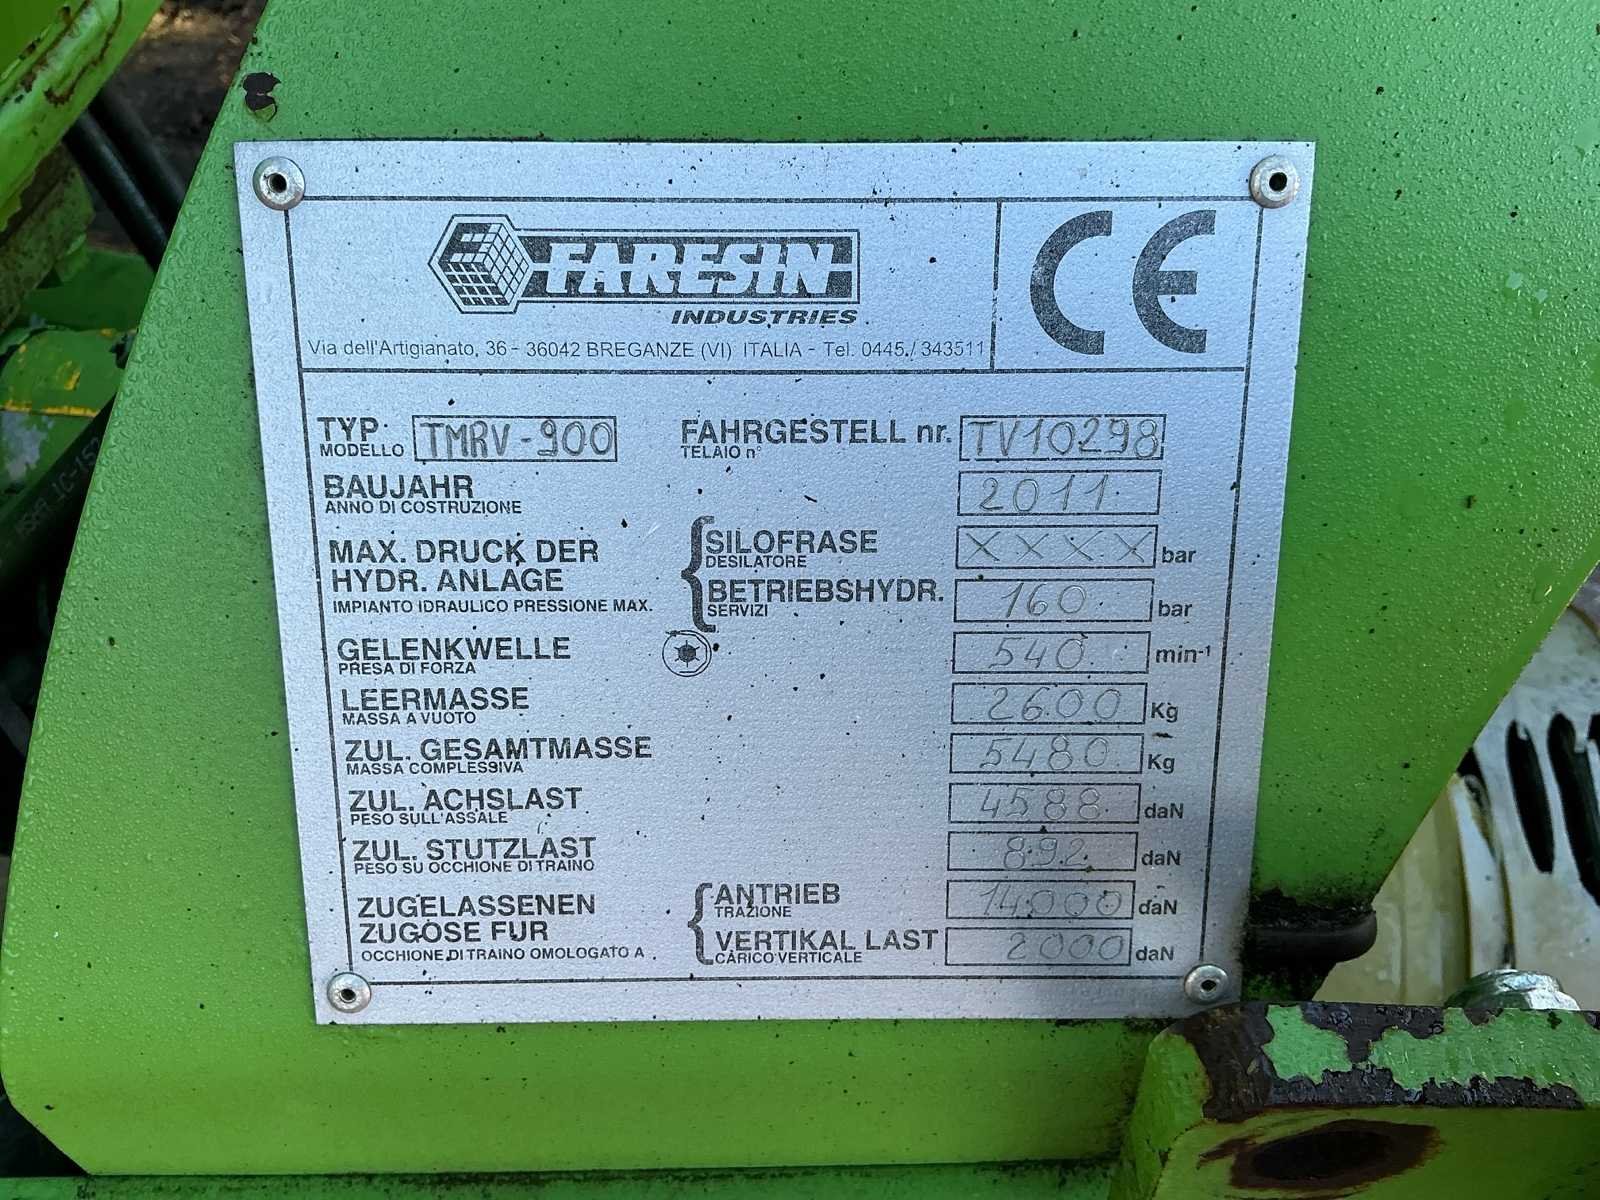 FARESIN
INDUSTRIES
Via dell'Artigianato, 36 - 36042 BREGANZE (VI) ITALIA - Tel. 0445./343511
CE
TYP. TMRV-900 FAHRGESTELL nr. TV10298
MODELLO TELAIO n°
BAUJAHR 2011
ANNO DI COSTRUZIONE
MAX. DRUCK DER SILOFRASE XXXX bar
DESILATORE
HYDR. ANLAGE BETRIEBSHYDR. 160 bar
IMPIANTO IDRAULICO PRESSIONE MAX. SERVIZI
GELENKWELLE 540 min-¹
PRESA DI FORZA
LEERMASSE 2600 Kg
MASSA A VUOTO
ZUL. GESAMTMASSE 5480 Kg
MASSA COMPLESSIVA
ZUL. ACHSLAST 4588 daN
PESO SULL'ASSALE
ZUL. STUTZLAST 892 daN
PESO SU OCCHIONE DI TRAINO
ZUGELASSENEN ANTRIEB 14000 daN
TRAZIONE
ZUGOSE FUR VERTIKAL LAST 2000 daN
OCCHIONE DI TRAINO OMOLOGATO A CARICO VERTICALE